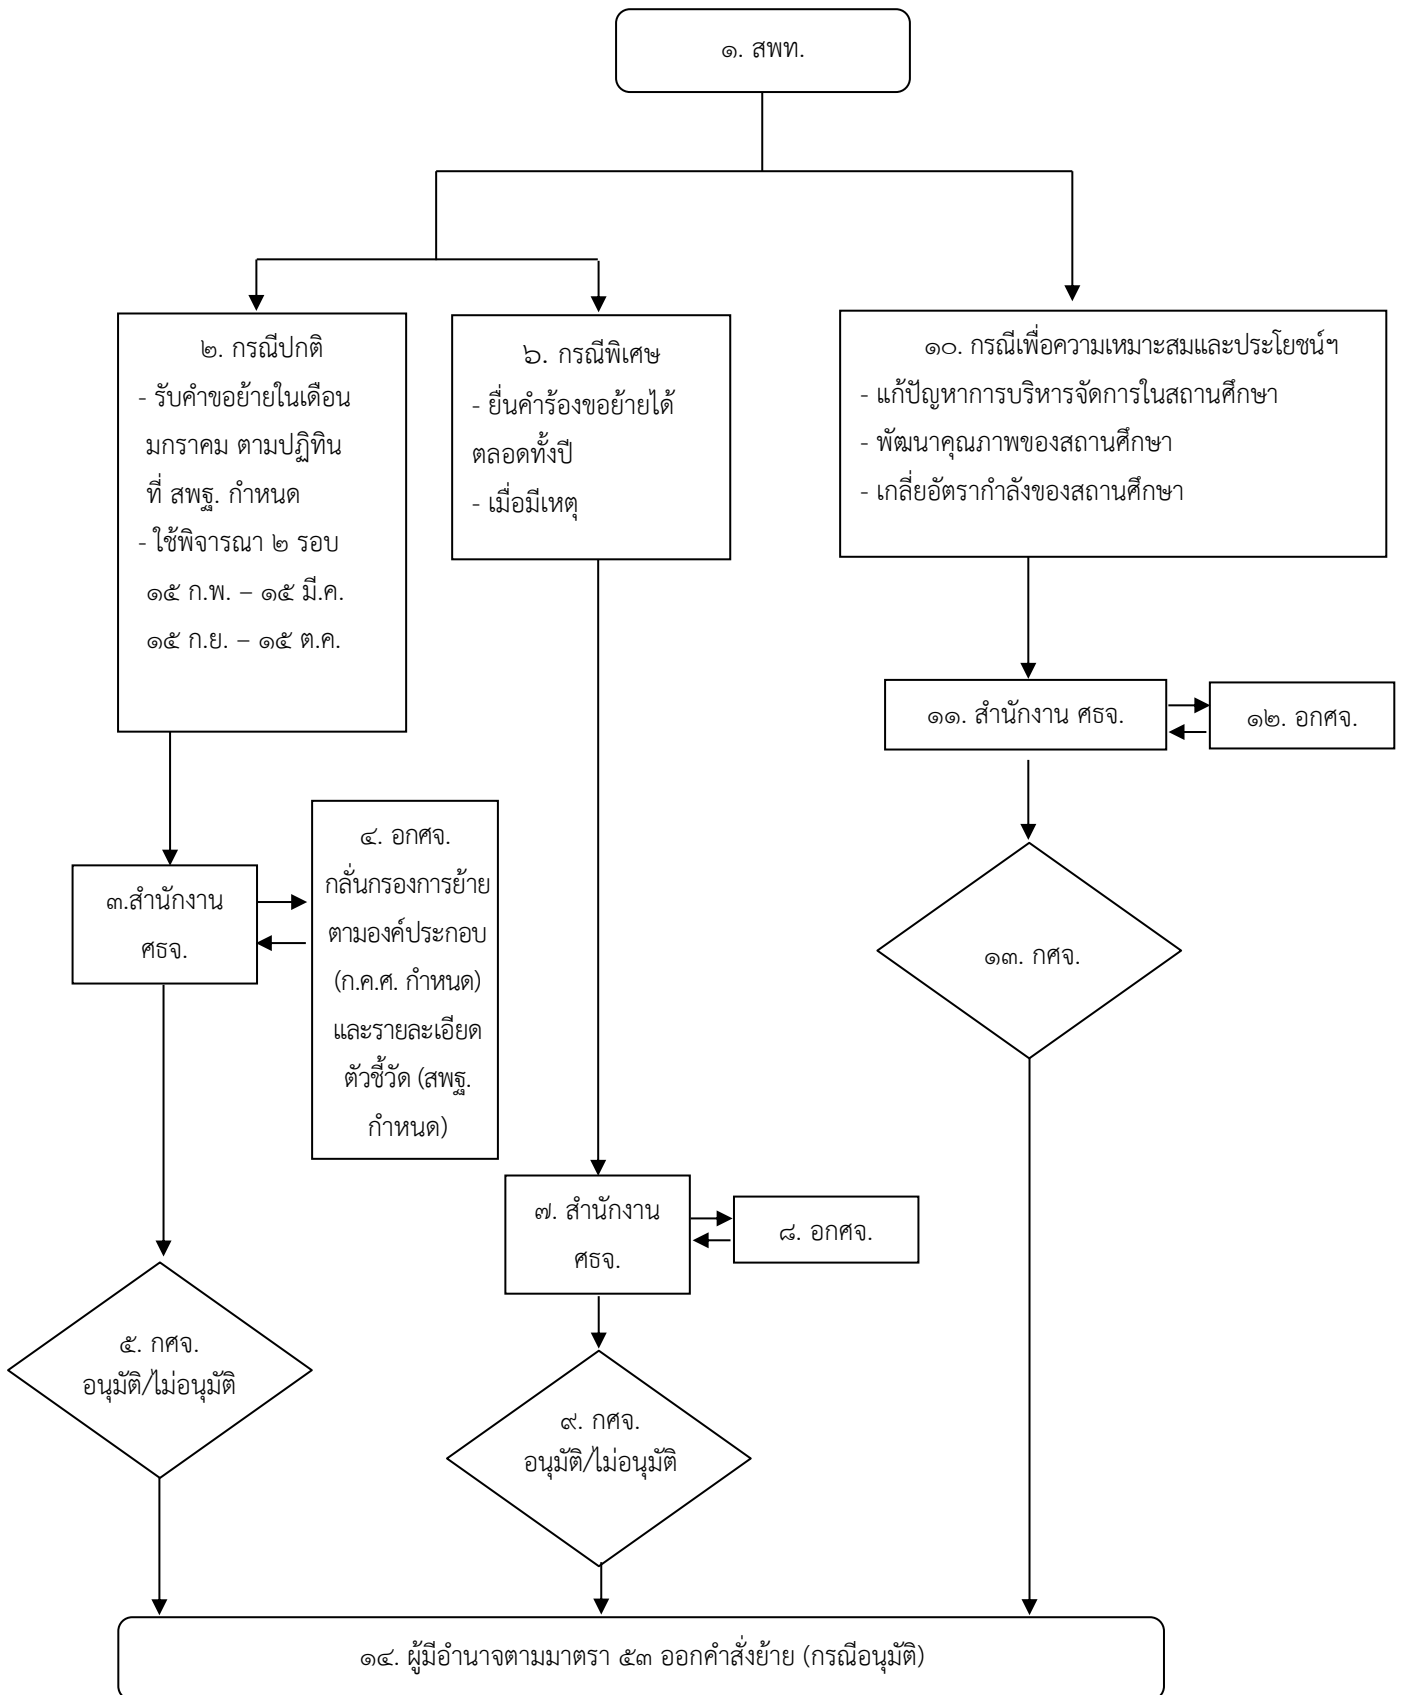 ๑. สพท.
๒. กรณีปกติ
- รับคำขอย้ายในเดือน
มกราคม ตามปฏิทิน
ที่ สพฐ. กำหนด
- ใช้พิจารณา ๒ รอบ
๑๕ ก.พ. – ๑๕ มี.ค.
๑๕ ก.ย. – ๑๕ ต.ค.
๖. กรณีพิเศษ
- ยื่นคำร้องขอย้ายได้
ตลอดทั้งปี
- เมื่อมีเหตุ
๑๐. กรณีเพื่อความเหมาะสมและประโยชน์ฯ
- แก้ปัญหาการบริหารจัดการในสถานศึกษา
- พัฒนาคุณภาพของสถานศึกษา
- เกลี่ยอัตรากำลังของสถานศึกษา
๑๑. สำนักงาน ศธจ.
๑๒. อกศจ.
๓.สำนักงาน
ศธจ.
๔. อกศจ.
กลั่นกรองการย้าย
ตามองค์ประกอบ
(ก.ค.ศ. กำหนด)
และรายละเอียด
ตัวชี้วัด (สพฐ.
กำหนด)
๑๓. กศจ.
๗. สำนักงาน
ศธจ.
๘. อกศจ.
๕. กศจ.
อนุมัติ/ไม่อนุมัติ
๙. กศจ.
อนุมัติ/ไม่อนุมัติ
๑๔. ผู้มีอำนาจตามมาตรา ๕๓ ออกคำสั่งย้าย (กรณีอนุมัติ)